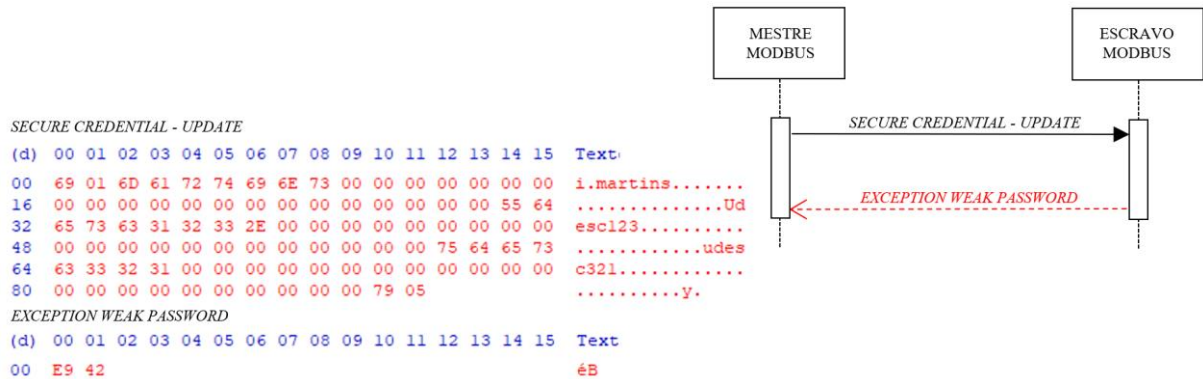 MESTRE
MODBUS
ESCRAVO
MODBUS
SECURE CREDENTIAL - UPDATE
EXCEPTION WEAK PASSWORD
SECURE CREDENTIAL - UPDATE
(d) 00 01 02 03 04 05 06 07 08 09 10 11 12 13 14 15 Text
00 69 01 6D 61 72 74 69 6E 73 00 00 00 00 00 00 00 i.martins.......
16 00 00 00 00 00 00 00 00 00 00 00 00 00 00 55 64 ..............Ud
32 65 73 63 31 32 33 2E 00 00 00 00 00 00 00 00 00 esc123..........
48 00 00 00 00 00 00 00 00 00 00 00 00 75 64 65 73 ............udes
64 63 33 32 31 00 00 00 00 00 00 00 00 00 00 00 00 c321............
80 00 00 00 00 00 00 00 00 00 00 79 05 ..........y.
EXCEPTION WEAK PASSWORD
(d) 00 01 02 03 04 05 06 07 08 09 10 11 12 13 14 15 Text
00 E9 42 éB